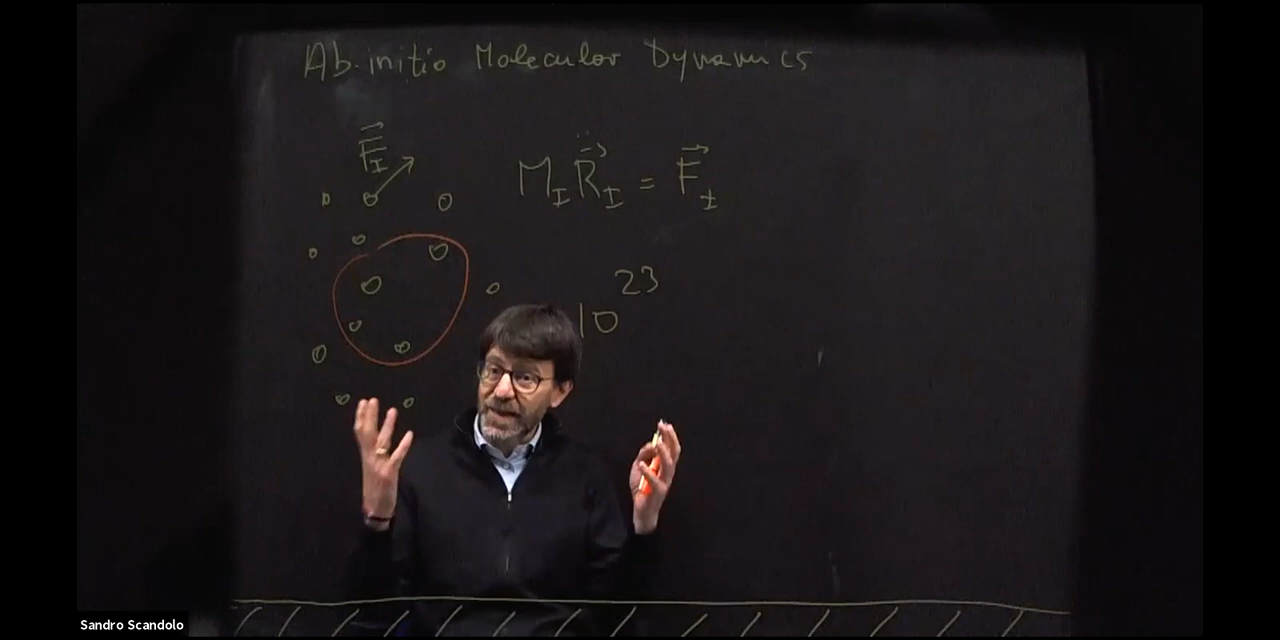 Ab-initio Molecular Dynamics
F⃗_I
M_I R̈⃗_I = F⃗_I
10^23
Sandro Scandolo